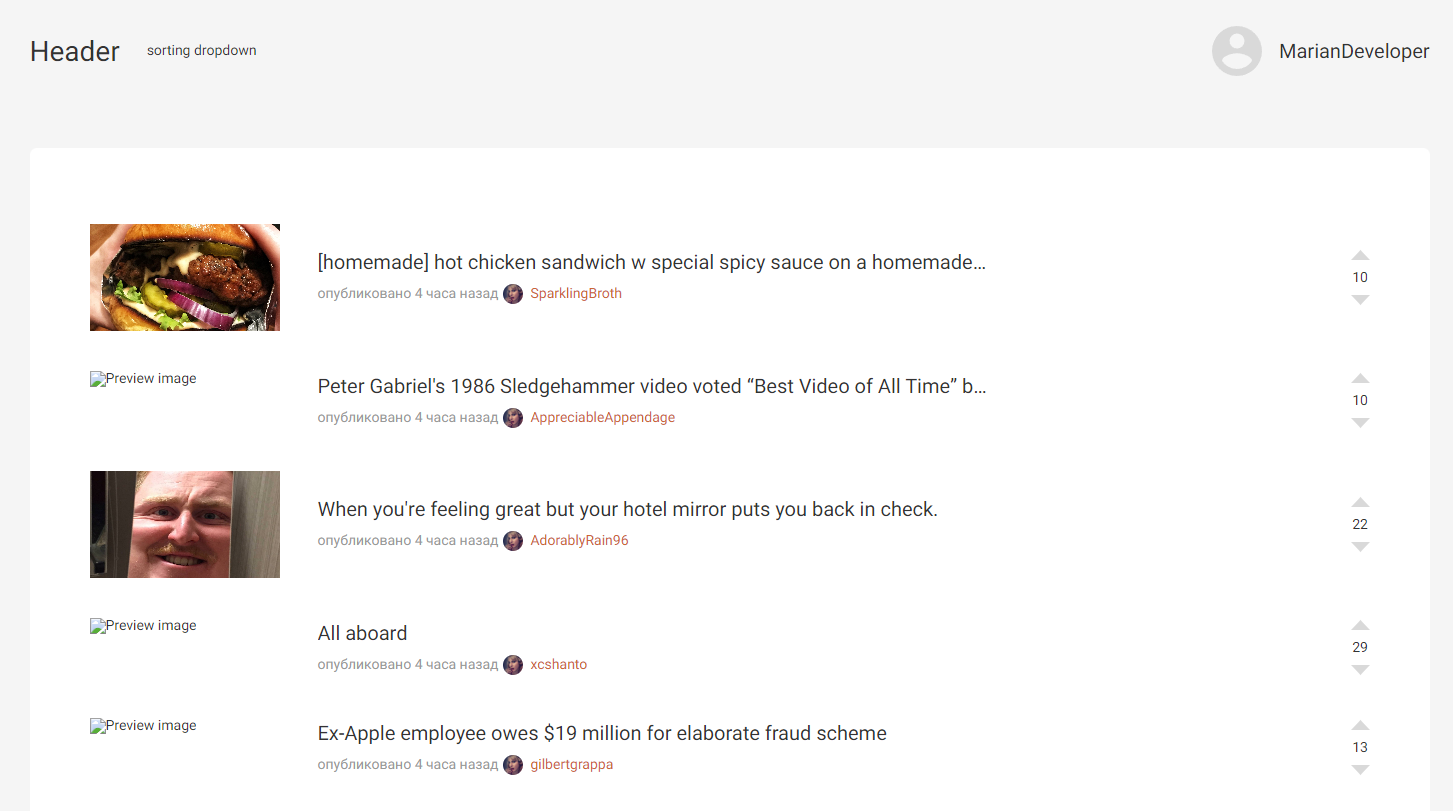 Header
sorting dropdown
MarianDeveloper
[homemade] hot chicken sandwich w special spicy sauce on a homemade…
опубликовано 4 часа назад SparklingBroth
10
Preview image
Peter Gabriel's 1986 Sledgehammer video voted “Best Video of All Time” b…
опубликовано 4 часа назад AppreciableAppendage
10
When you're feeling great but your hotel mirror puts you back in check.
опубликовано 4 часа назад AdorablyRain96
22
Preview image
All aboard
опубликовано 4 часа назад xcshanto
29
Preview image
Ex-Apple employee owes $19 million for elaborate fraud scheme
опубликовано 4 часа назад gilbertgrappa
13